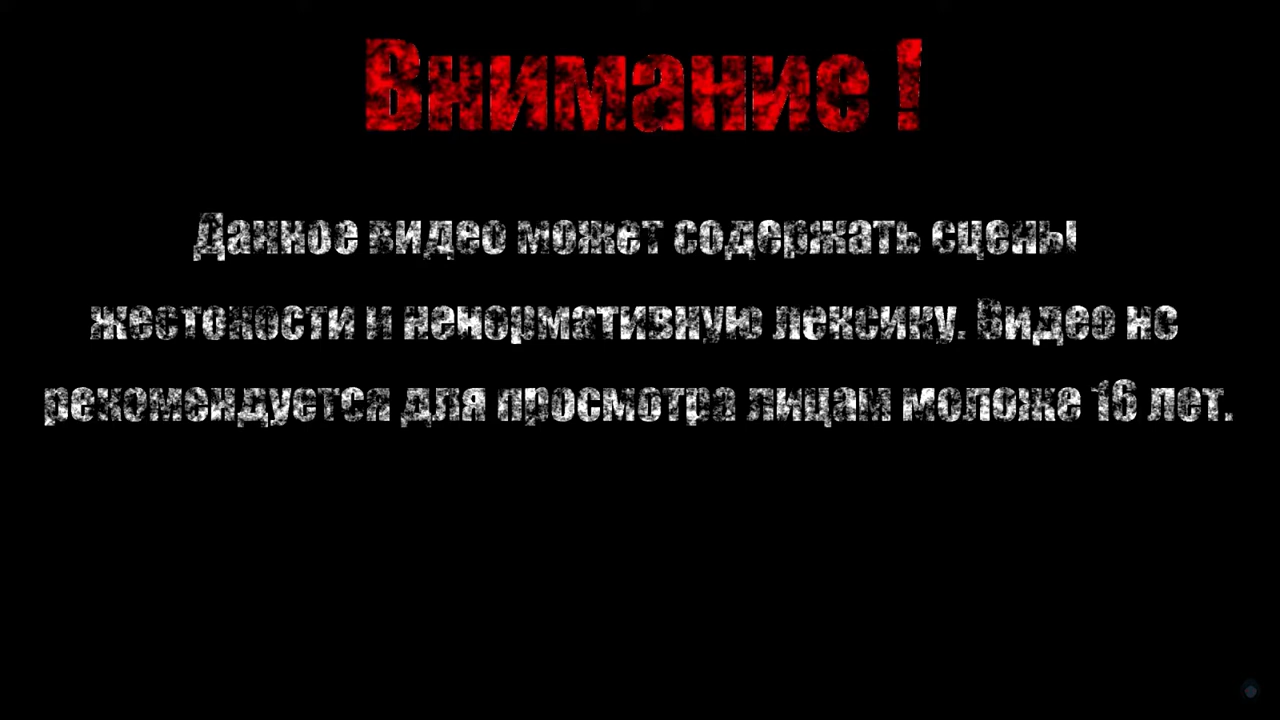 Внимание !
Данное видео может содержать сцены
жестокости и ненормативную лексику. Видео не
рекомендуется для просмотра лицам моложе 16 лет.